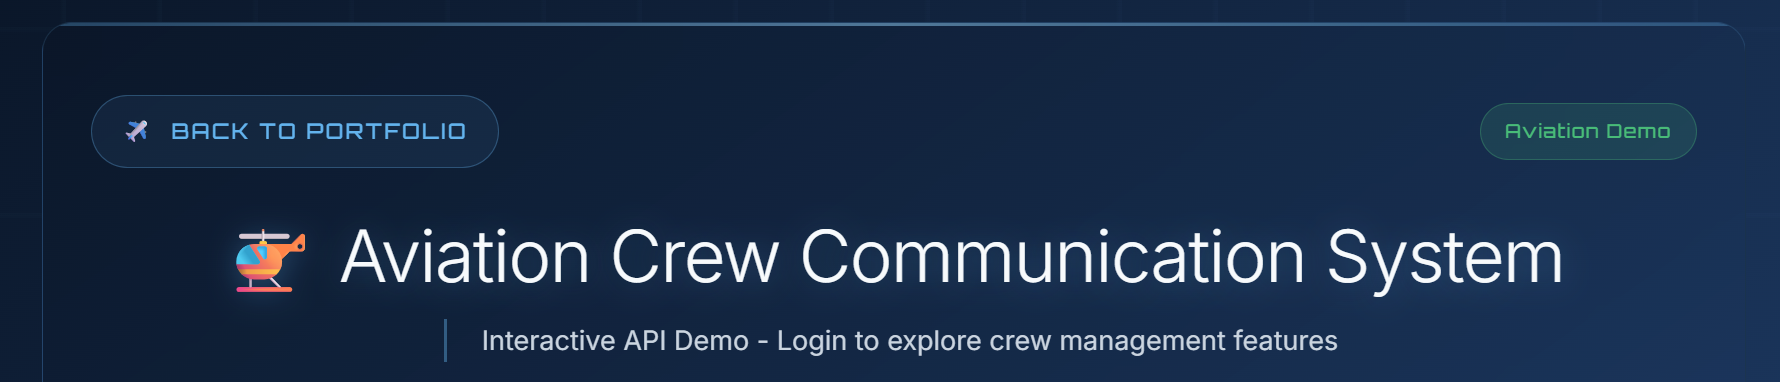 BACK TO PORTFOLIO
Aviation Demo
Aviation Crew Communication System
Interactive API Demo - Login to explore crew management features